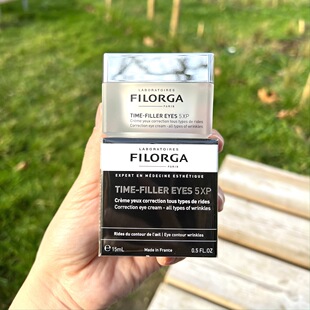 LABORATOIRES
FILORGA
PARIS
TIME-FILLER EYES 5XP
Crème yeux correction tous types de rides
Correction eye cream - all types of wrinkles
LABORATOIRES
FILORGA
PARIS
EXPERT EN MÉDECINE ESTHÉTIQUE
TIME-FILLER EYES 5XP
Crème yeux correction tous types de rides
Correction eye cream - all types of wrinkles
Rides du contour de l'œil | Eye contour wrinkles
℮ 15mL Made in France 0.5 FL.OZ